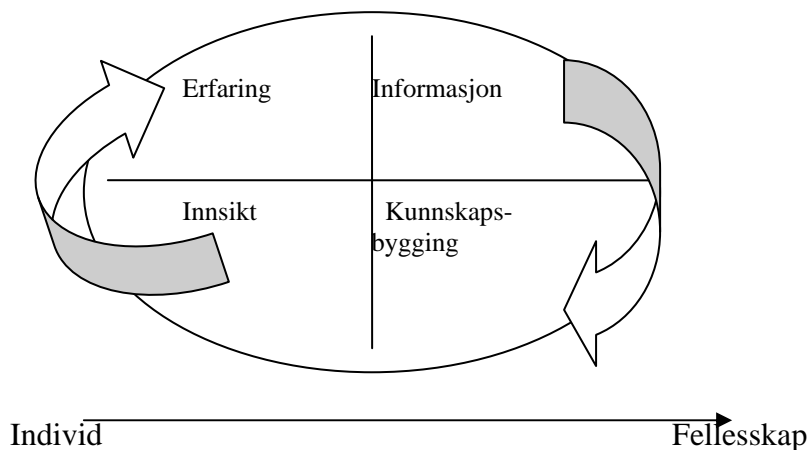 Erfaring
Informasjon
Innsikt
Kunnskaps-
bygging
Individ
Fellesskap